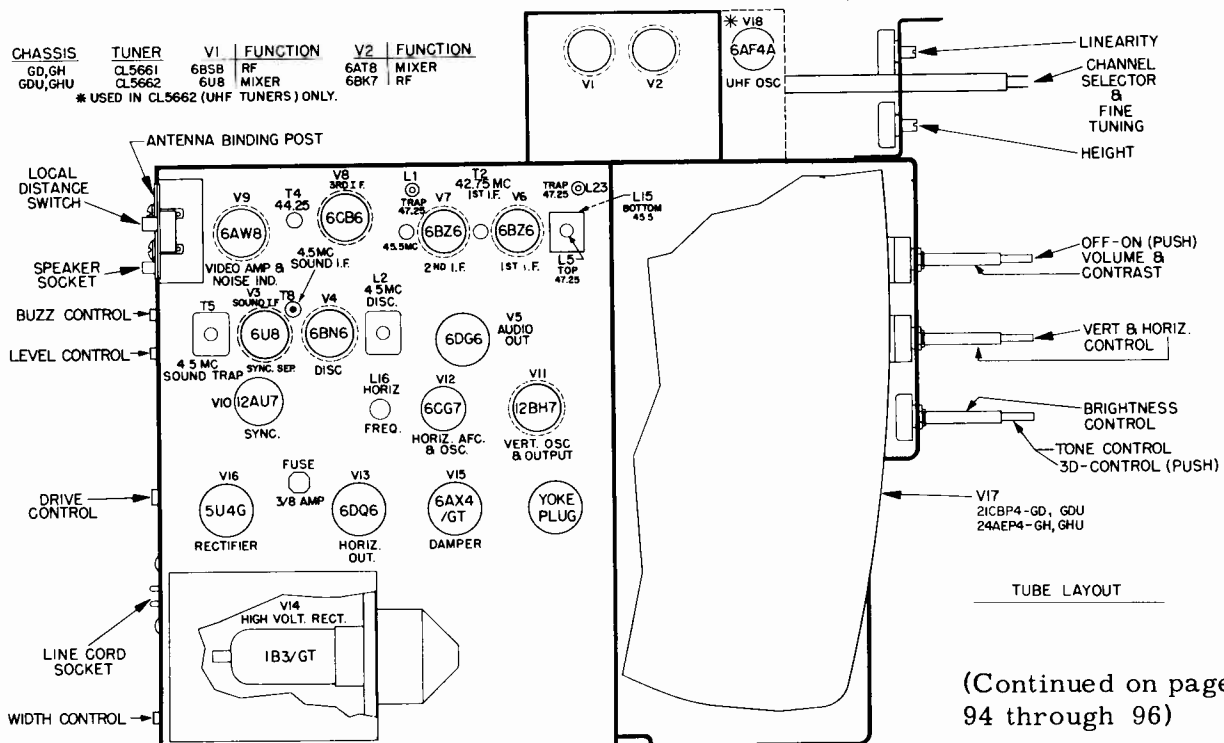 CHASSIS TUNER V1 FUNCTION V2 FUNCTION
GD,GH CL5661 6BS8 RF 6AT8 MIXER
GDU,GHU CL5662 6U8 MIXER 6BK7 RF
* USED IN CL5662 (UHF TUNERS) ONLY.
V1
V2
* V18
6AF4A
UHF OSC
LINEARITY
CHANNEL
SELECTOR
&
FINE
TUNING
HEIGHT
ANTENNA BINDING POST
LOCAL
DISTANCE
SWITCH
SPEAKER
SOCKET
BUZZ CONTROL
LEVEL CONTROL
DRIVE
CONTROL
LINE CORD
SOCKET
WIDTH CONTROL
V9
6AW8
VIDEO AMP &
NOISE IND.
T4
44.25
V8
3RD I.F.
6CB6
L1
TRAP
47.25
45.5MC
V7
6BZ6
2ND I.F.
T2
42.75 MC
1ST I.F.
V6
6BZ6
1ST I.F.
TRAP
47.25
L23
L15
BOTTOM
45 5
L5
TOP
47.25
4.5MC
SOUND I.F.
T5
4 5 MC
SOUND TRAP
V3
SOUND I.F
6U8
SYNC. SEP.
T8
V4
6BN6
DISC
L2
4 5MC
DISC.
6DG6
V5
AUDIO
OUT
V10
12AU7
SYNC.
L16
HORIZ
FREQ.
V12
6CG7
HORIZ. AFC.
& OSC.
V11
12BH7
VERT. OSC
& OUTPUT
V16
5U4G
RECTIFIER
FUSE
3/8 AMP
V13
6DQ6
HORIZ.
OUT.
V15
6AX4
/GT
DAMPER
YOKE
PLUG
V14
HIGH VOLT. RECT.
1B3/GT
OFF-ON (PUSH)
VOLUME &
CONTRAST
VERT & HORIZ.
CONTROL
BRIGHTNESS
CONTROL
TONE CONTROL
3D-CONTROL (PUSH)
V17
21CBP4-GD, GDU
24AEP4-GH, GHU
TUBE LAYOUT
(Continued on page
94 through 96)